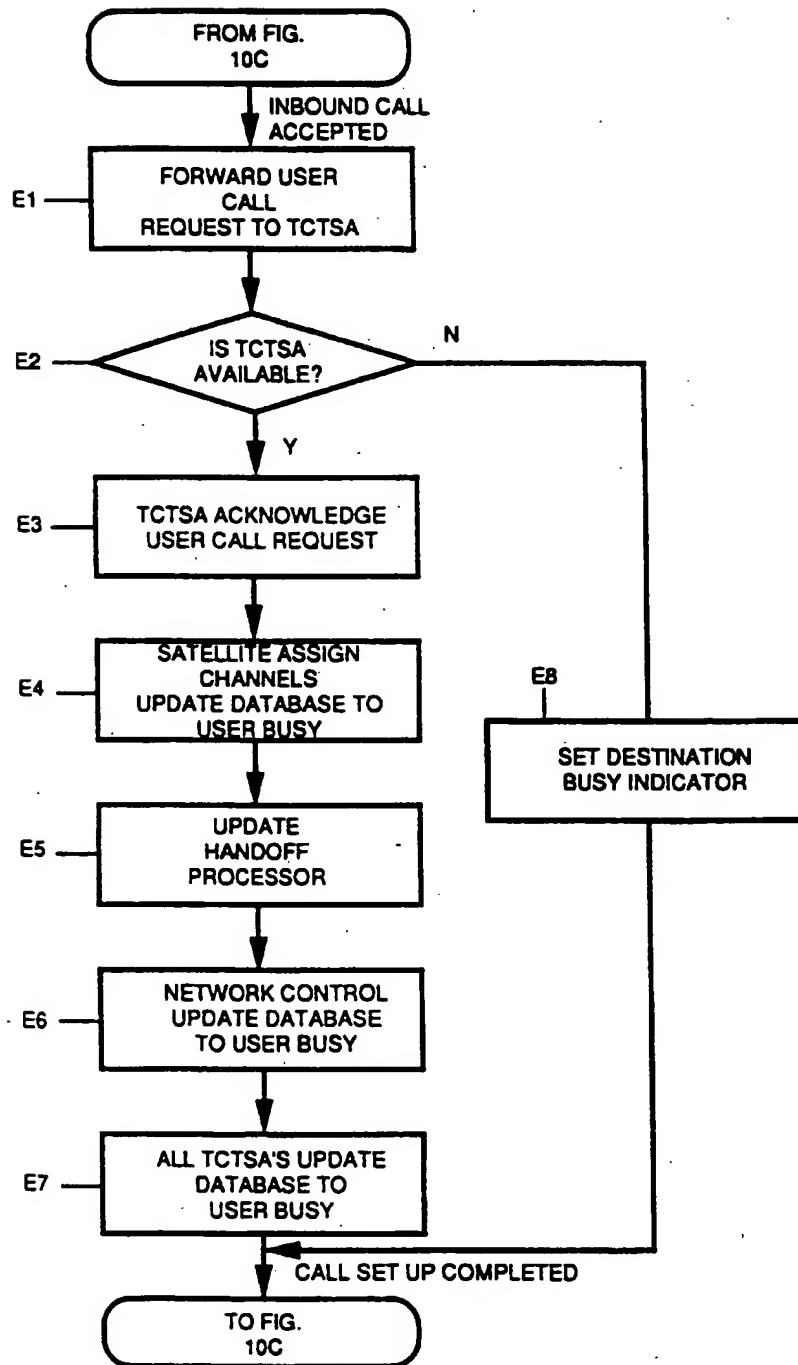 FROM FIG.
10C
INBOUND CALL
ACCEPTED
E1
FORWARD USER
CALL
REQUEST TO TCTSA
E2
IS TCTSA
AVAILABLE?
N
Y
E3
TCTSA ACKNOWLEDGE
USER CALL REQUEST
E4
SATELLITE ASSIGN
CHANNELS
UPDATE DATABASE TO
USER BUSY
E8
SET DESTINATION
BUSY INDICATOR
E5
UPDATE
HANDOFF
PROCESSOR
E6
NETWORK CONTROL
UPDATE DATABASE
TO USER BUSY
E7
ALL TCTSA'S UPDATE
DATABASE TO
USER BUSY
CALL SET UP COMPLETED
TO FIG.
10C